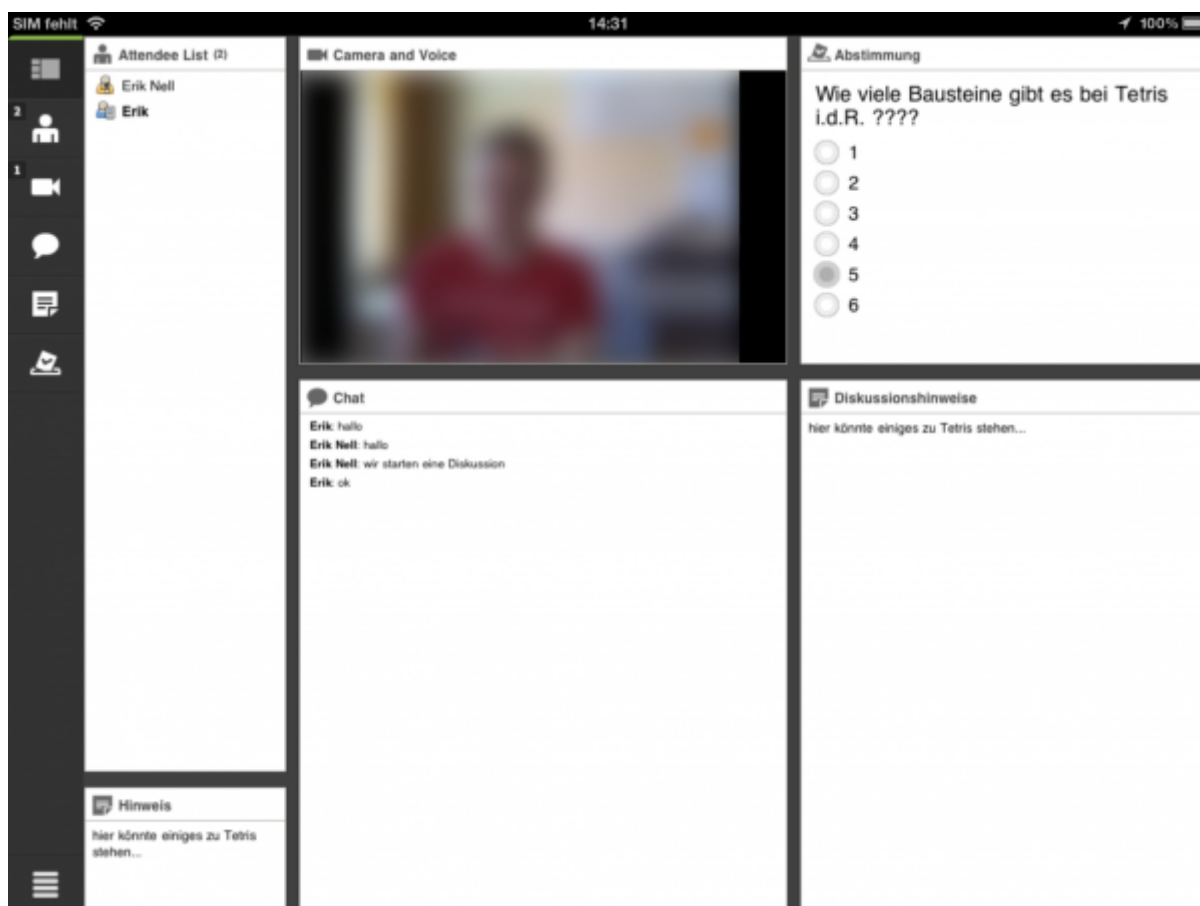 SIM fehlt
14:31
100%
2
1
Attendee List (2)
Erik Nell
Erik
Camera and Voice
Abstimmung
Wie viele Bausteine gibt es bei Tetris
i.d.R. ????
1
2
3
4
5
6
Chat
Erik: hallo
Erik Nell: hallo
Erik Nell: wir starten eine Diskussion
Erik: ok
Diskussionshinweise
hier könnte einiges zu Tetris stehen...
Hinweis
hier könnte einiges zu Tetris
stehen...